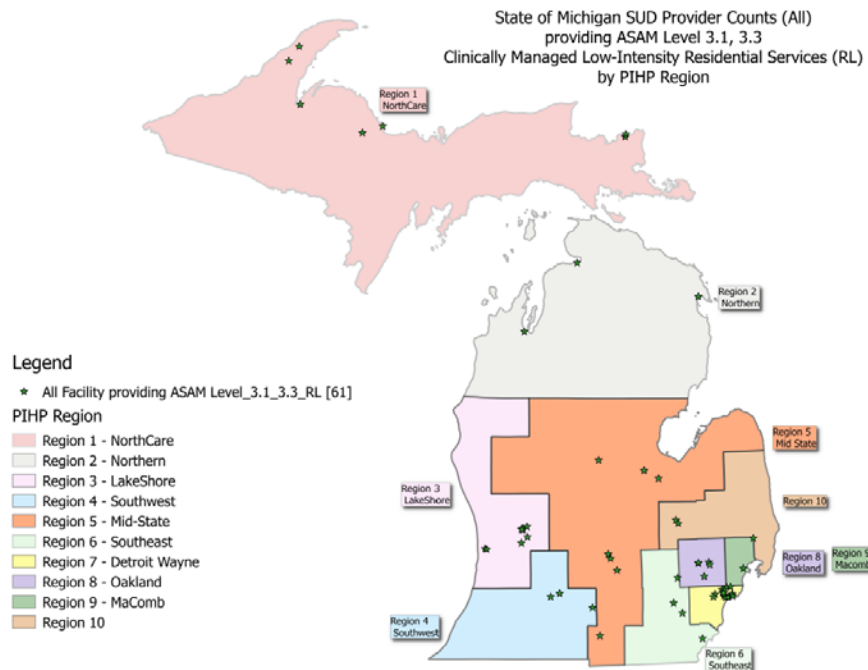 State of Michigan SUD Provider Counts (All)
providing ASAM Level 3.1, 3.3
Clinically Managed Low-Intensity Residential Services (RL)
by PIHP Region
Region 1
NorthCare
Region 2
Northern
Legend
All Facility providing ASAM Level_3.1_3.3_RL [61]
PIHP Region
Region 1 - NorthCare
Region 2 - Northern
Region 3 - LakeShore
Region 4 - Southwest
Region 5 - Mid-State
Region 6 - Southeast
Region 7 - Detroit Wayne
Region 8 - Oakland
Region 9 - MaComb
Region 10
Region 5
Mid State
Region 3
LakeShore
Region 10
Region 8
Oakland
Region 9
Macomb
Region 4
Southwest
Region 6
Southeast